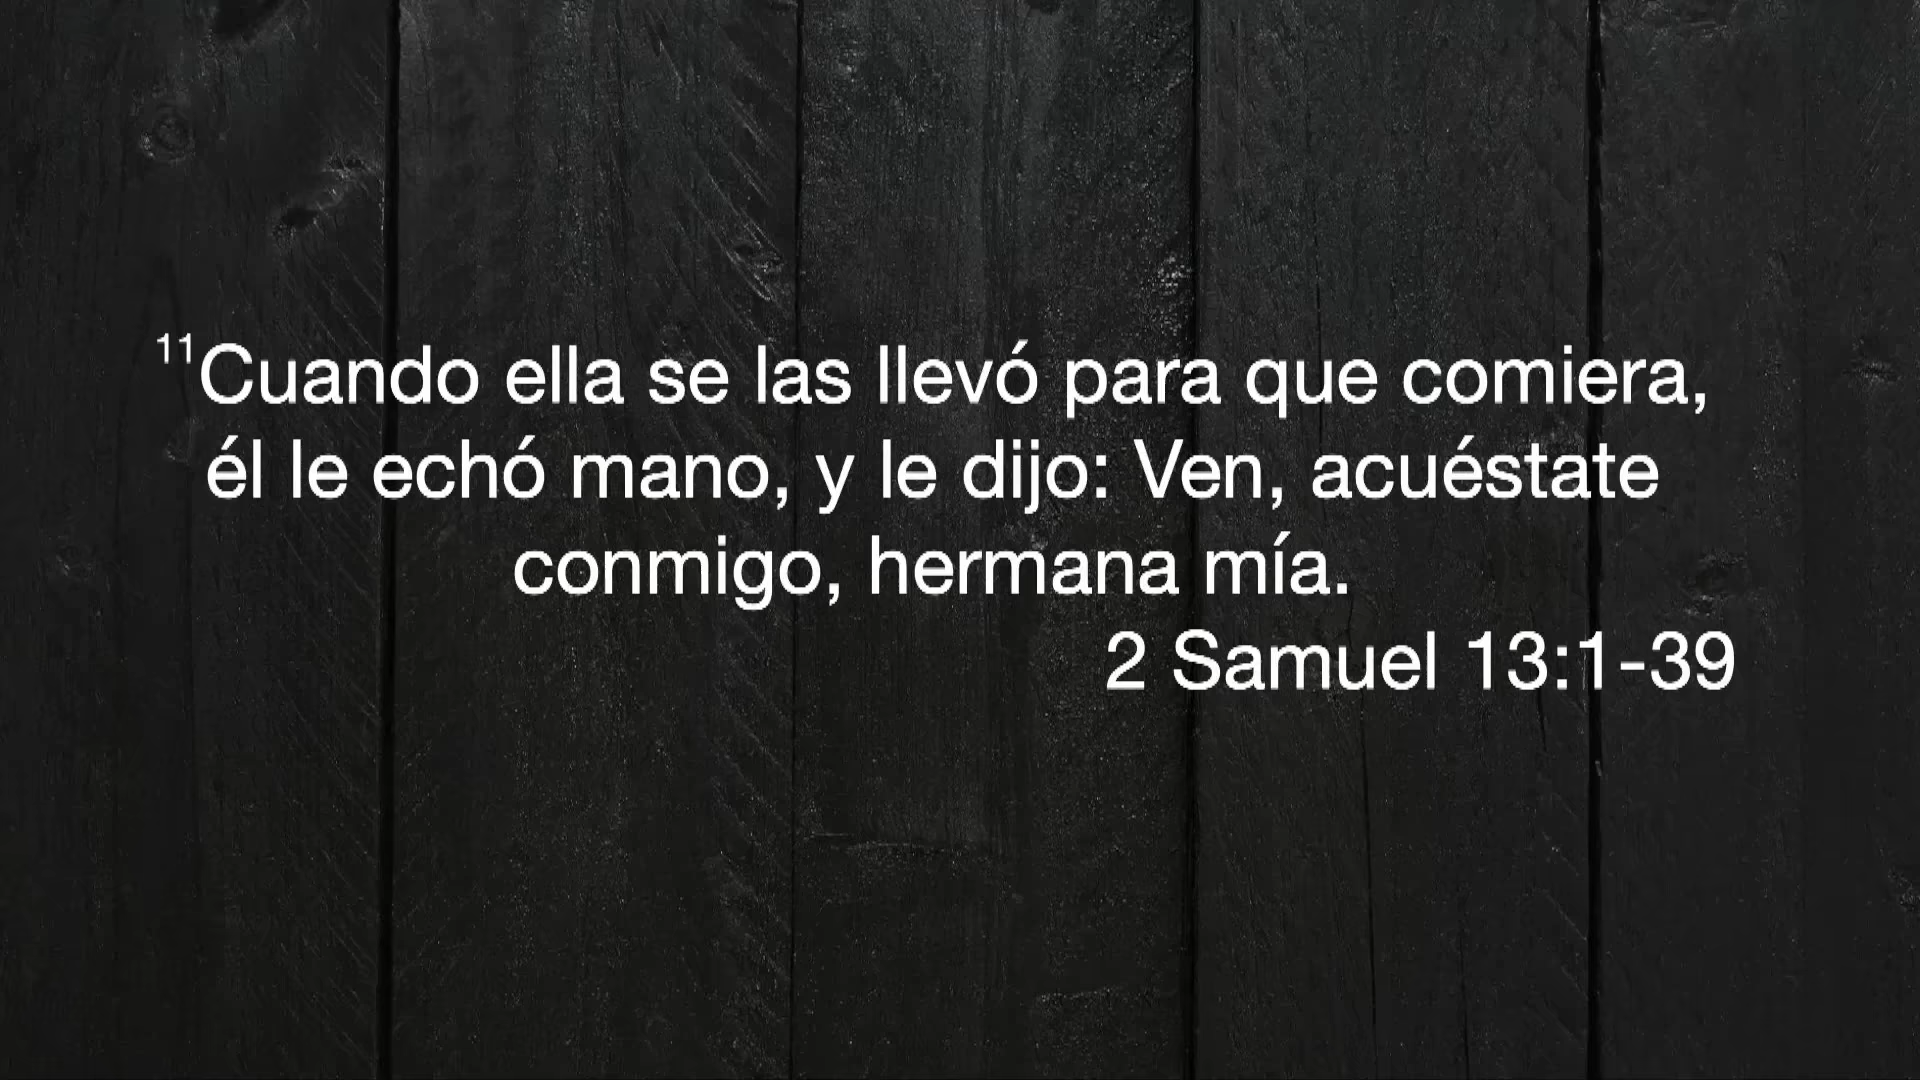 11Cuando ella se las llevó para que comiera,
él le echó mano, y le dijo: Ven, acuéstate
conmigo, hermana mía.
2 Samuel 13:1-39